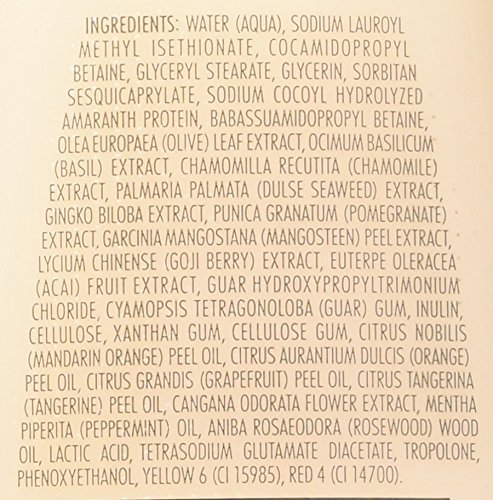 INGREDIENTS: WATER (AQUA), SODIUM LAUROYL
METHYL ISETHIONATE, COCAMIDOPROPYL
BETAINE, GLYCERYL STEARATE, GLYCERIN, SORBITAN
SESQUICAPRYLATE, SODIUM COCOYL HYDROLYZED
AMARANTH PROTEIN, BABASSUAMIDOPROPYL BETAINE,
OLEA EUROPAEA (OLIVE) LEAF EXTRACT, OCIMUM BASILICUM
(BASIL) EXTRACT, CHAMOMILLA RECUTITA (CHAMOMILE)
EXTRACT, PALMARIA PALMATA (DULSE SEAWEED) EXTRACT,
GINGKO BILOBA EXTRACT, PUNICA GRANATUM (POMEGRANATE)
EXTRACT, GARCINIA MANGOSTANA (MANGOSTEEN) PEEL EXTRACT,
LYCIUM CHINENSE (GOJI BERRY) EXTRACT, EUTERPE OLERACEA
(ACAI) FRUIT EXTRACT, GUAR HYDROXYPROPYLTRIMONIUM
CHLORIDE, CYAMOPSIS TETRAGONOLOBA (GUAR) GUM, INULIN,
CELLULOSE, XANTHAN GUM, CELLULOSE GUM, CITRUS NOBILIS
(MANDARIN ORANGE) PEEL OIL, CITRUS AURANTIUM DULCIS (ORANGE)
PEEL OIL, CITRUS GRANDIS (GRAPEFRUIT) PEEL OIL, CITRUS TANGERINA
(TANGERINE) PEEL OIL, CANGANA ODORATA FLOWER EXTRACT, MENTHA
PIPERITA (PEPPERMINT) OIL, ANIBA ROSAEODORA (ROSEWOOD) WOOD
OIL, LACTIC ACID, TETRASODIUM GLUTAMATE DIACETATE, TROPOLONE,
PHENOXYETHANOL, YELLOW 6 (CI 15985), RED 4 (CI 14700).